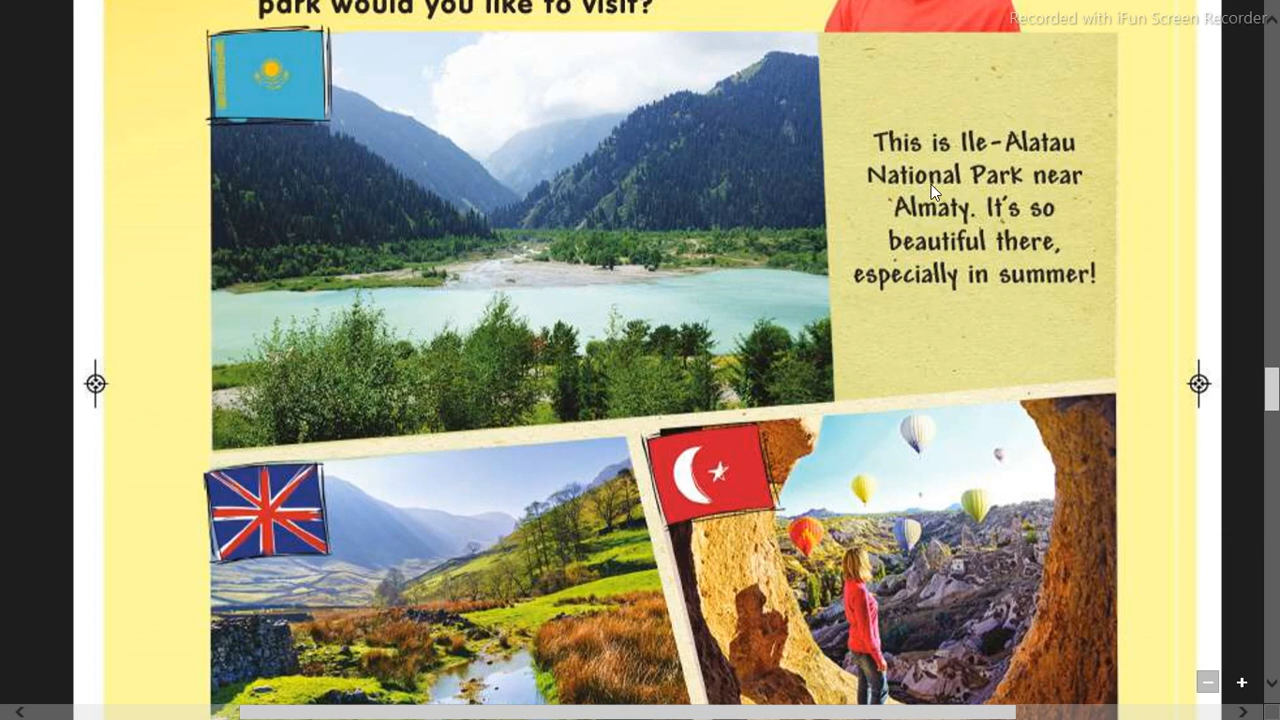 park would you like to visit?
Recorded with iFun Screen Recorder
This is Ile-Alatau
National Park near
Almaty. It's so
beautiful there,
especially in summer!